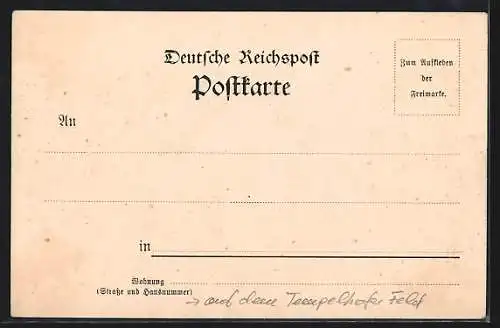 Deutsche Reichspost
Postkarte
Zum Aufkleben
der
Freimarke.
An
in
Wohnung
(Straße und Hausnummer)
→ auf dem Tempelhofer Feld